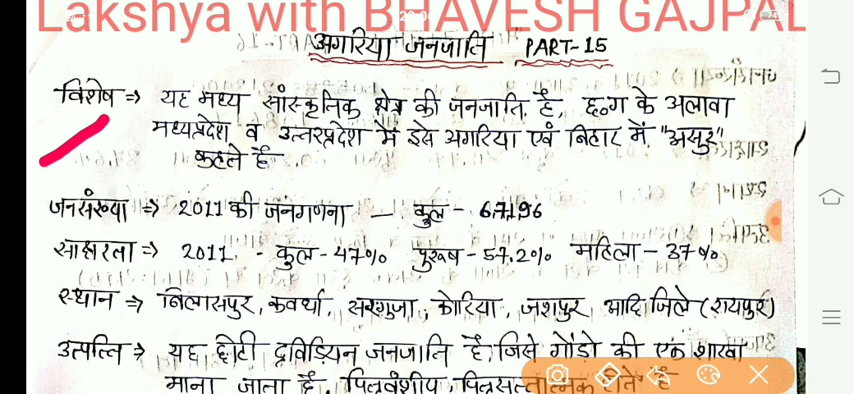 Lakshya with BHAVESH GAJPAL
अगरिया जनजाति PART-15
विशेष ⇒ यह मध्य सांस्कृतिक क्षेत्र की जनजाति है, छ०ग के अलावा
मध्यप्रदेश व उत्तरप्रदेश में इसे अगरिया एवं बिहार में "असुर"
कहते हैं
जनसंख्या ⇒ 2011 की जनगणना — कुल - 67196
साक्षरता ⇒ 2011 - कुल - 47% पुरूष - 57.2% महिला - 37%
स्थान ⇒ बिलासपुर, कवर्धा, सरगुजा, कोरिया, जशपुर आदि जिले (रायपुर)
उत्पत्ति ⇒ यह छोटी द्रविड़ियन जनजाति है जिसे गोंडो की एक शाखा
माना जाता है, पितृवंशीय, पितृसत्तात्मक होते है